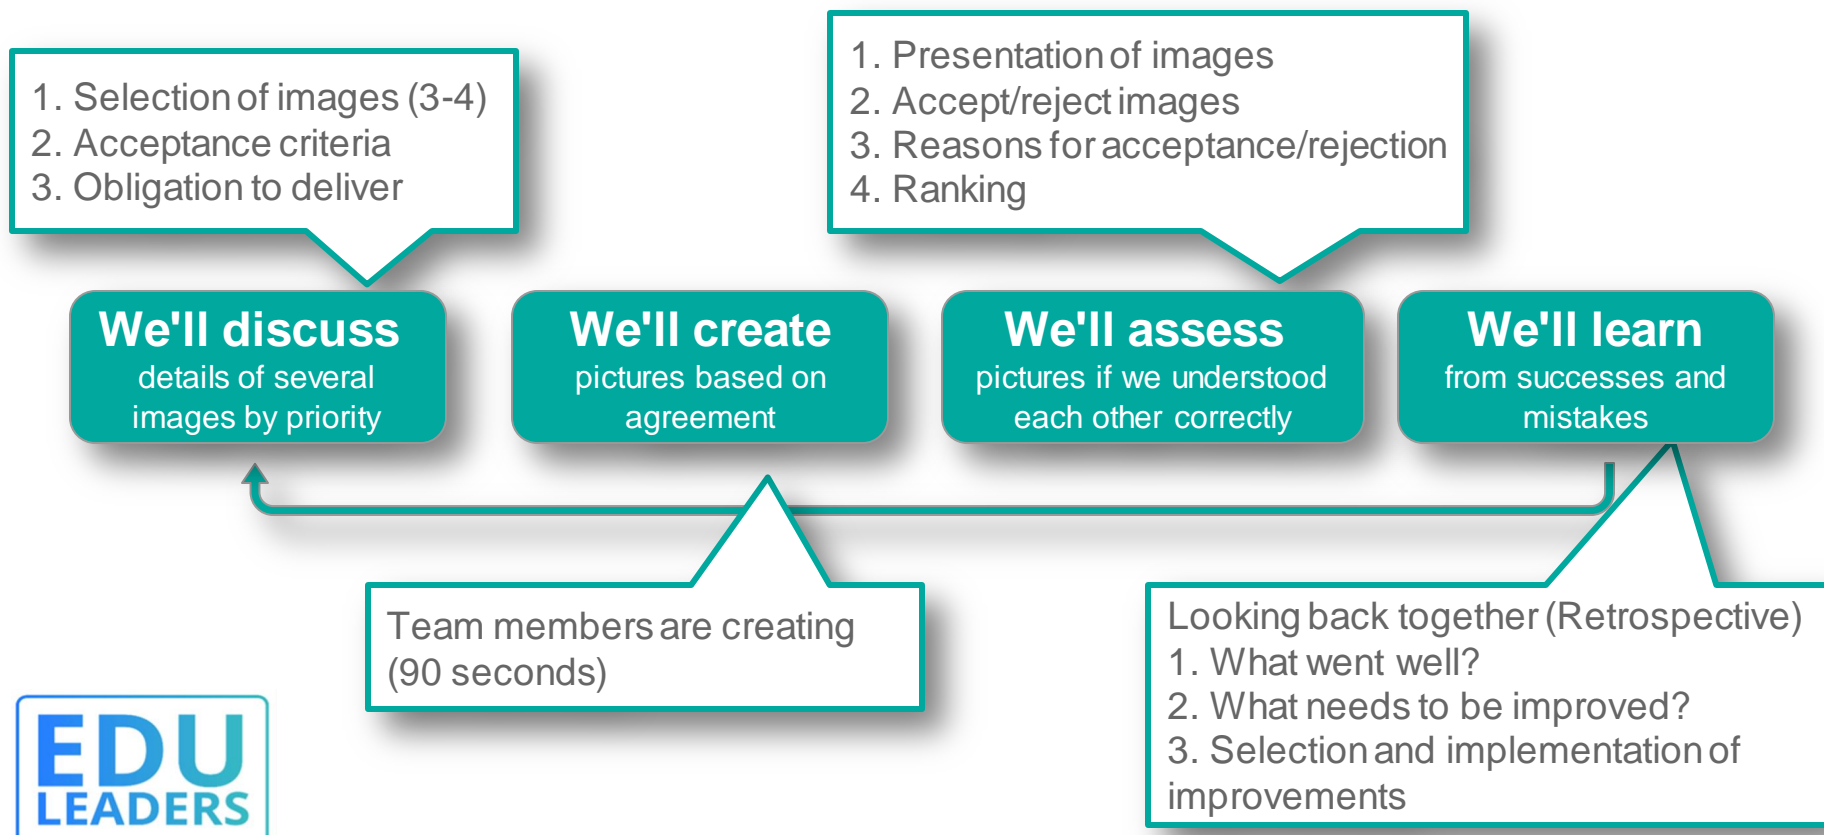 1. Selection of images (3-4)
2. Acceptance criteria
3. Obligation to deliver
1. Presentation of images
2. Accept/reject images
3. Reasons for acceptance/rejection
4. Ranking
We'll discuss
details of several
images by priority
We'll create
pictures based on
agreement
We'll assess
pictures if we understood
each other correctly
We'll learn
from successes and
mistakes
Team members are creating
(90 seconds)
Looking back together (Retrospective)
1. What went well?
2. What needs to be improved?
3. Selection and implementation of
improvements
EDU
LEADERS